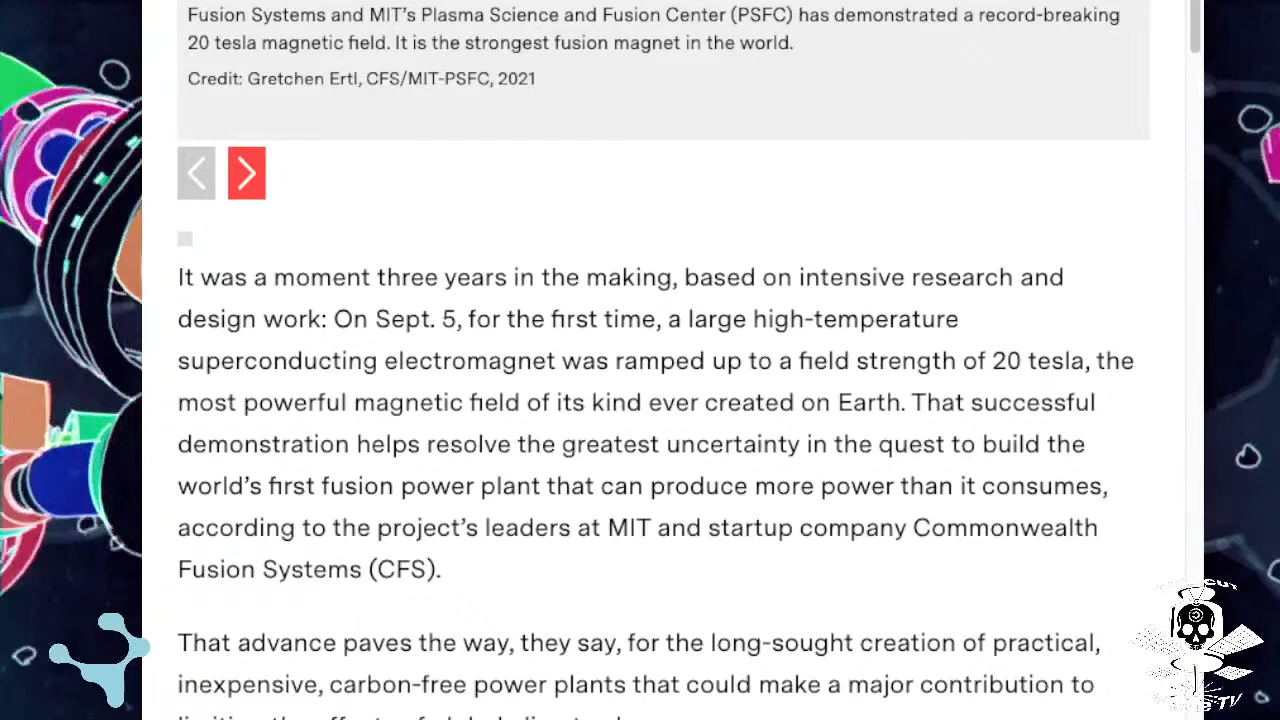 Fusion Systems and MIT’s Plasma Science and Fusion Center (PSFC) has demonstrated a record-breaking
20 tesla magnetic field. It is the strongest fusion magnet in the world.
Credit: Gretchen Ertl, CFS/MIT-PSFC, 2021
It was a moment three years in the making, based on intensive research and
design work: On Sept. 5, for the first time, a large high-temperature
superconducting electromagnet was ramped up to a field strength of 20 tesla, the
most powerful magnetic field of its kind ever created on Earth. That successful
demonstration helps resolve the greatest uncertainty in the quest to build the
world’s first fusion power plant that can produce more power than it consumes,
according to the project’s leaders at MIT and startup company Commonwealth
Fusion Systems (CFS).
That advance paves the way, they say, for the long-sought creation of practical,
inexpensive, carbon-free power plants that could make a major contribution to